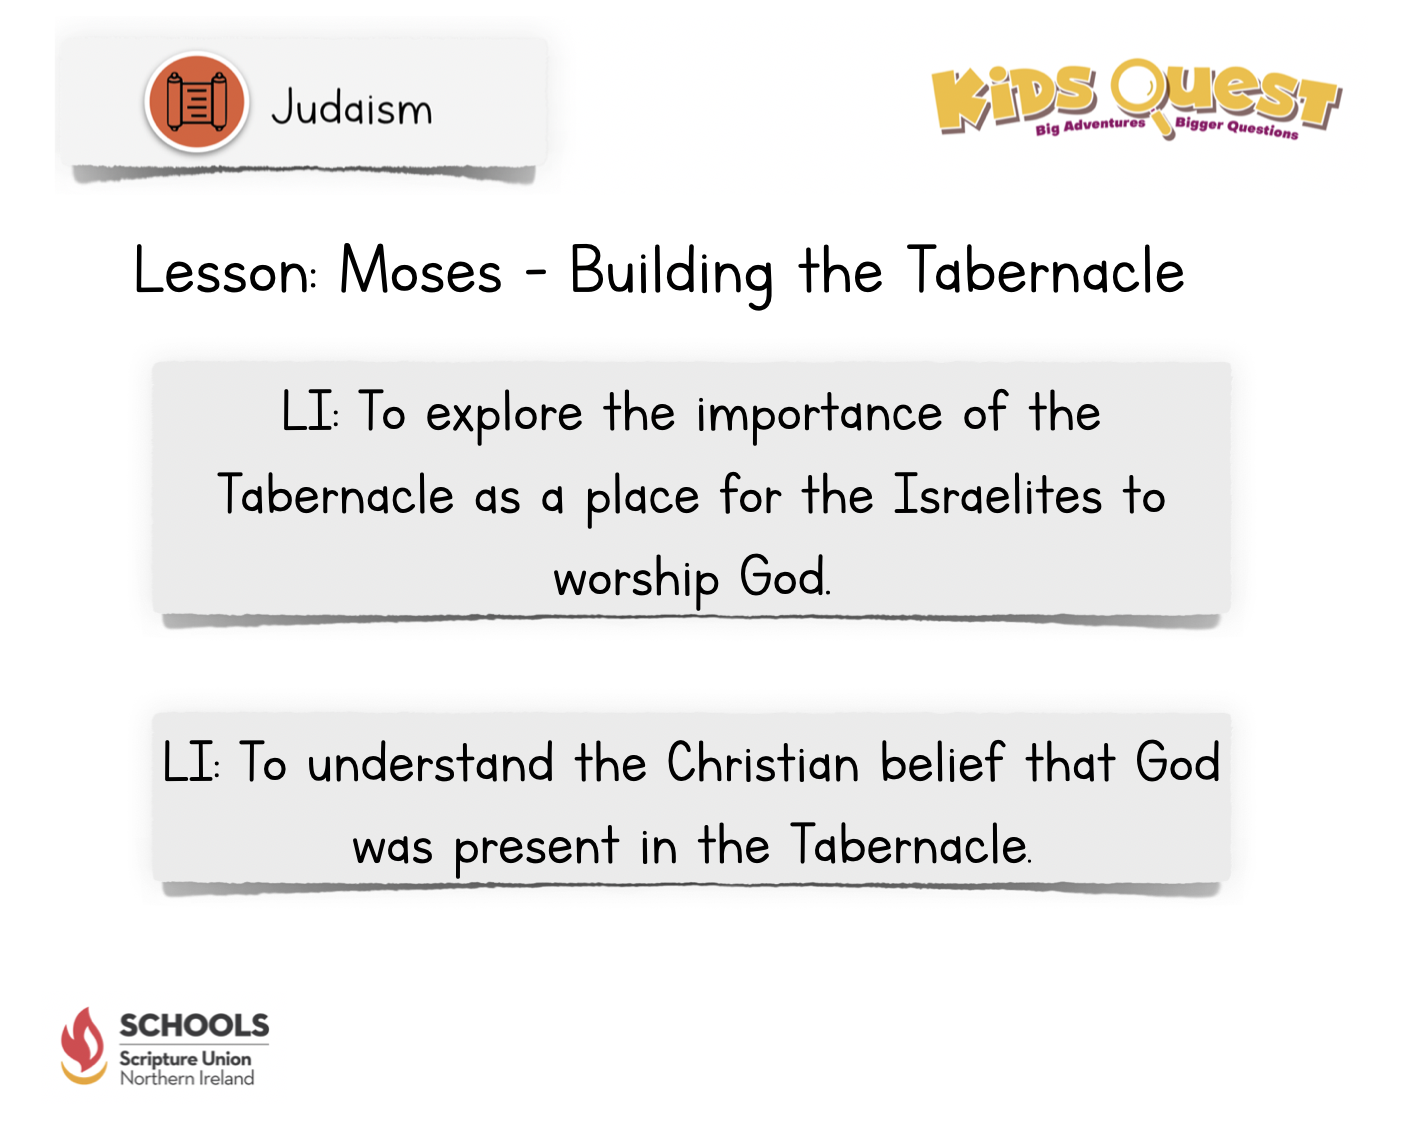 Judaism
KiDS QUEST
Big Adventures Bigger Questions
Lesson: Moses - Building the Tabernacle
LI: To explore the importance of the
Tabernacle as a place for the Israelites to
worship God.
LI: To understand the Christian belief that God
was present in the Tabernacle.
SCHOOLS
Scripture Union
Northern Ireland